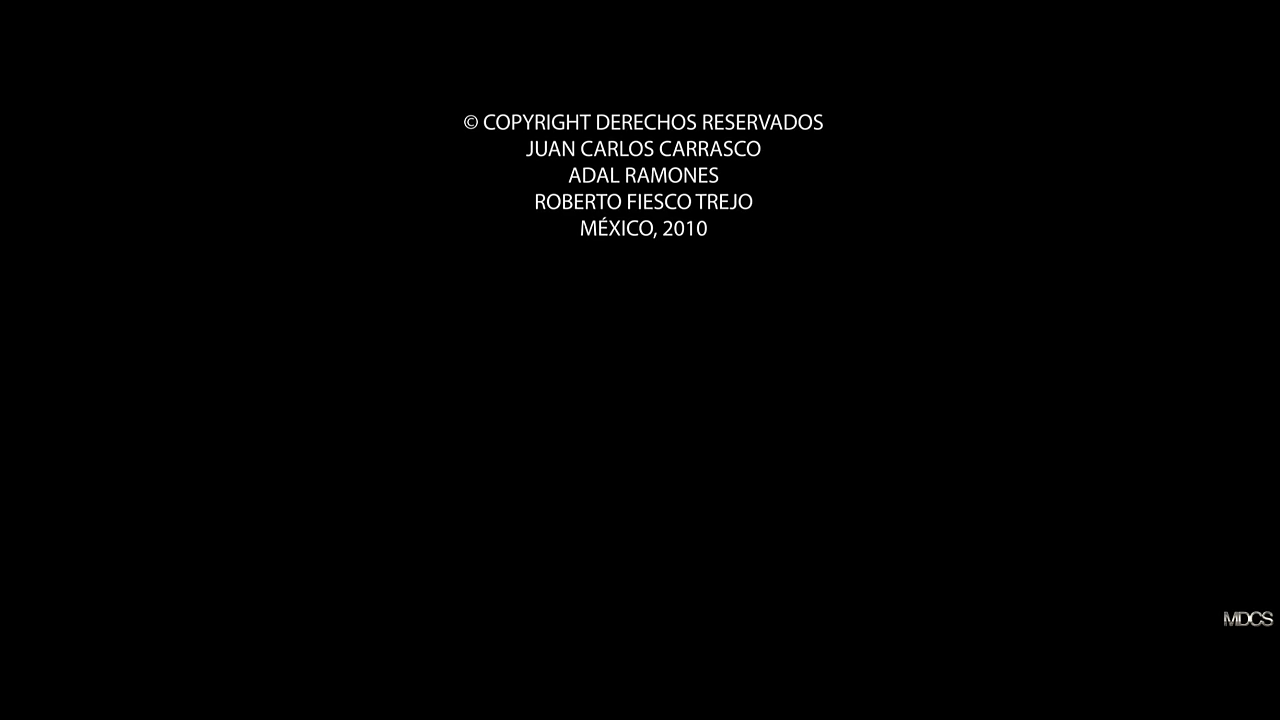 © COPYRIGHT DERECHOS RESERVADOS
JUAN CARLOS CARRASCO
ADAL RAMONES
ROBERTO FIESCO TREJO
MÉXICO, 2010
MDCS